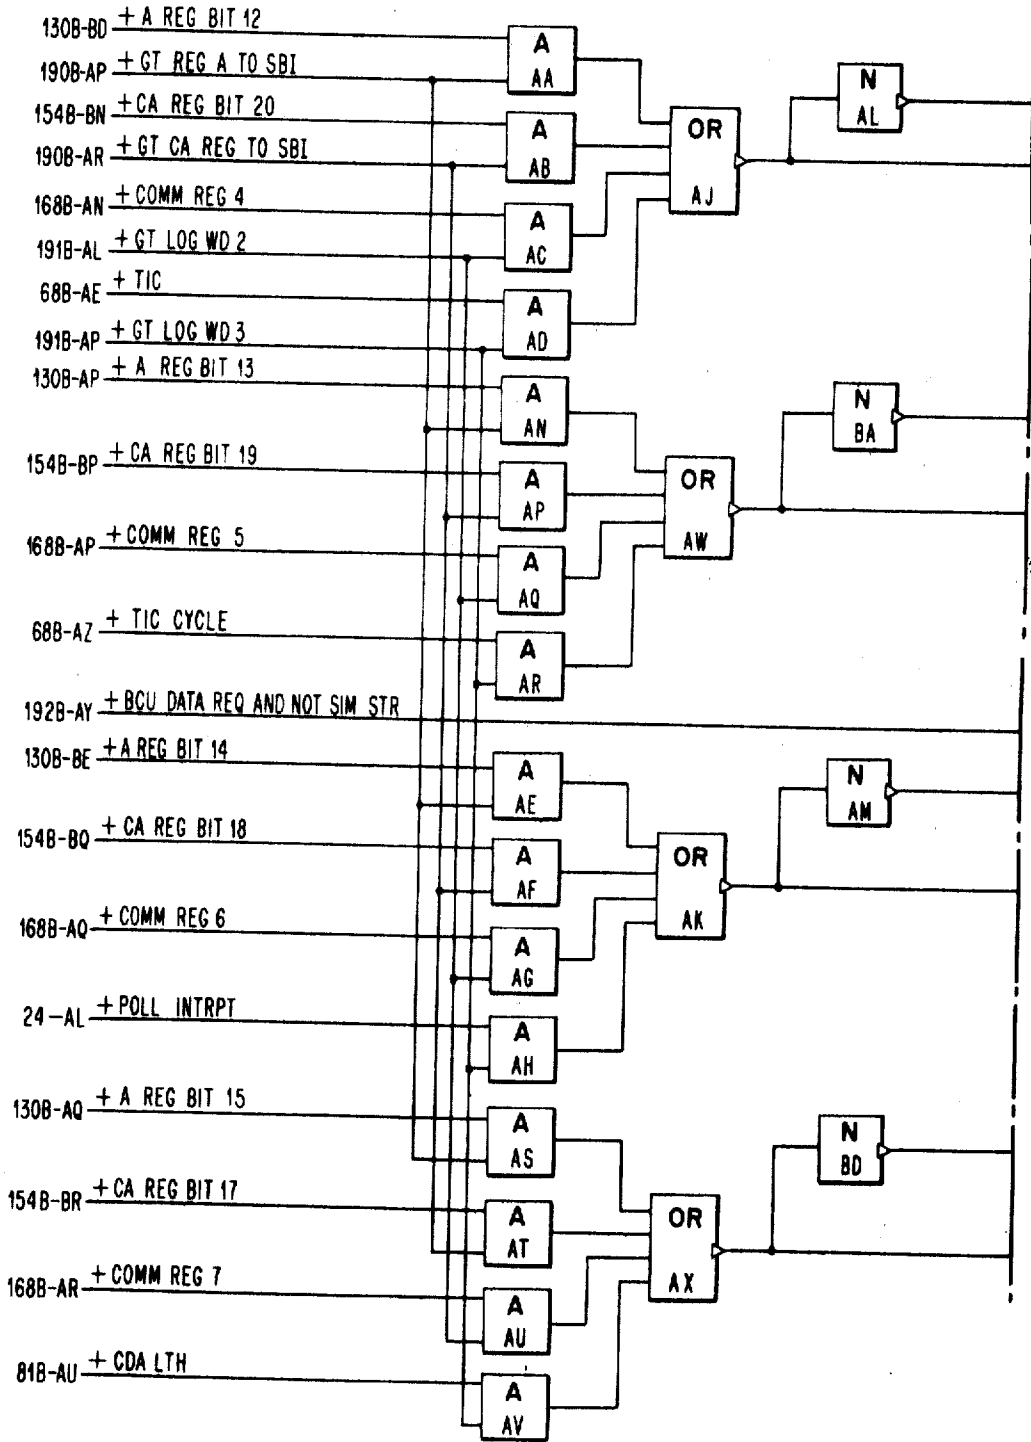 130B-BD + A REG BIT 12
A
AA
190B-AP + GT REG A TO SBI
N
AL
154B-BN + CA REG BIT 20
A
AB
OR
AJ
190B-AR + GT CA REG TO SBI
168B-AN + COMM REG 4
A
AC
191B-AL + GT LOG WD 2
68B-AE + TIC
A
AD
191B-AP + GT LOG WD 3
130B-AP + A REG BIT 13
A
AN
N
BA
154B-BP + CA REG BIT 19
A
AP
OR
AW
168B-AP + COMM REG 5
A
AQ
68B-AZ + TIC CYCLE
A
AR
192B-AY + BCU DATA REQ AND NOT SIM STR
130B-BE + A REG BIT 14
A
AE
N
AM
154B-BQ + CA REG BIT 18
A
AF
OR
AK
168B-AQ + COMM REG 6
A
AG
24-AL + POLL INTRPT
A
AH
130B-AQ + A REG BIT 15
A
AS
N
BD
154B-BR + CA REG BIT 17
A
AT
OR
AX
168B-AR + COMM REG 7
A
AU
81B-AU + CDA LTH
A
AV